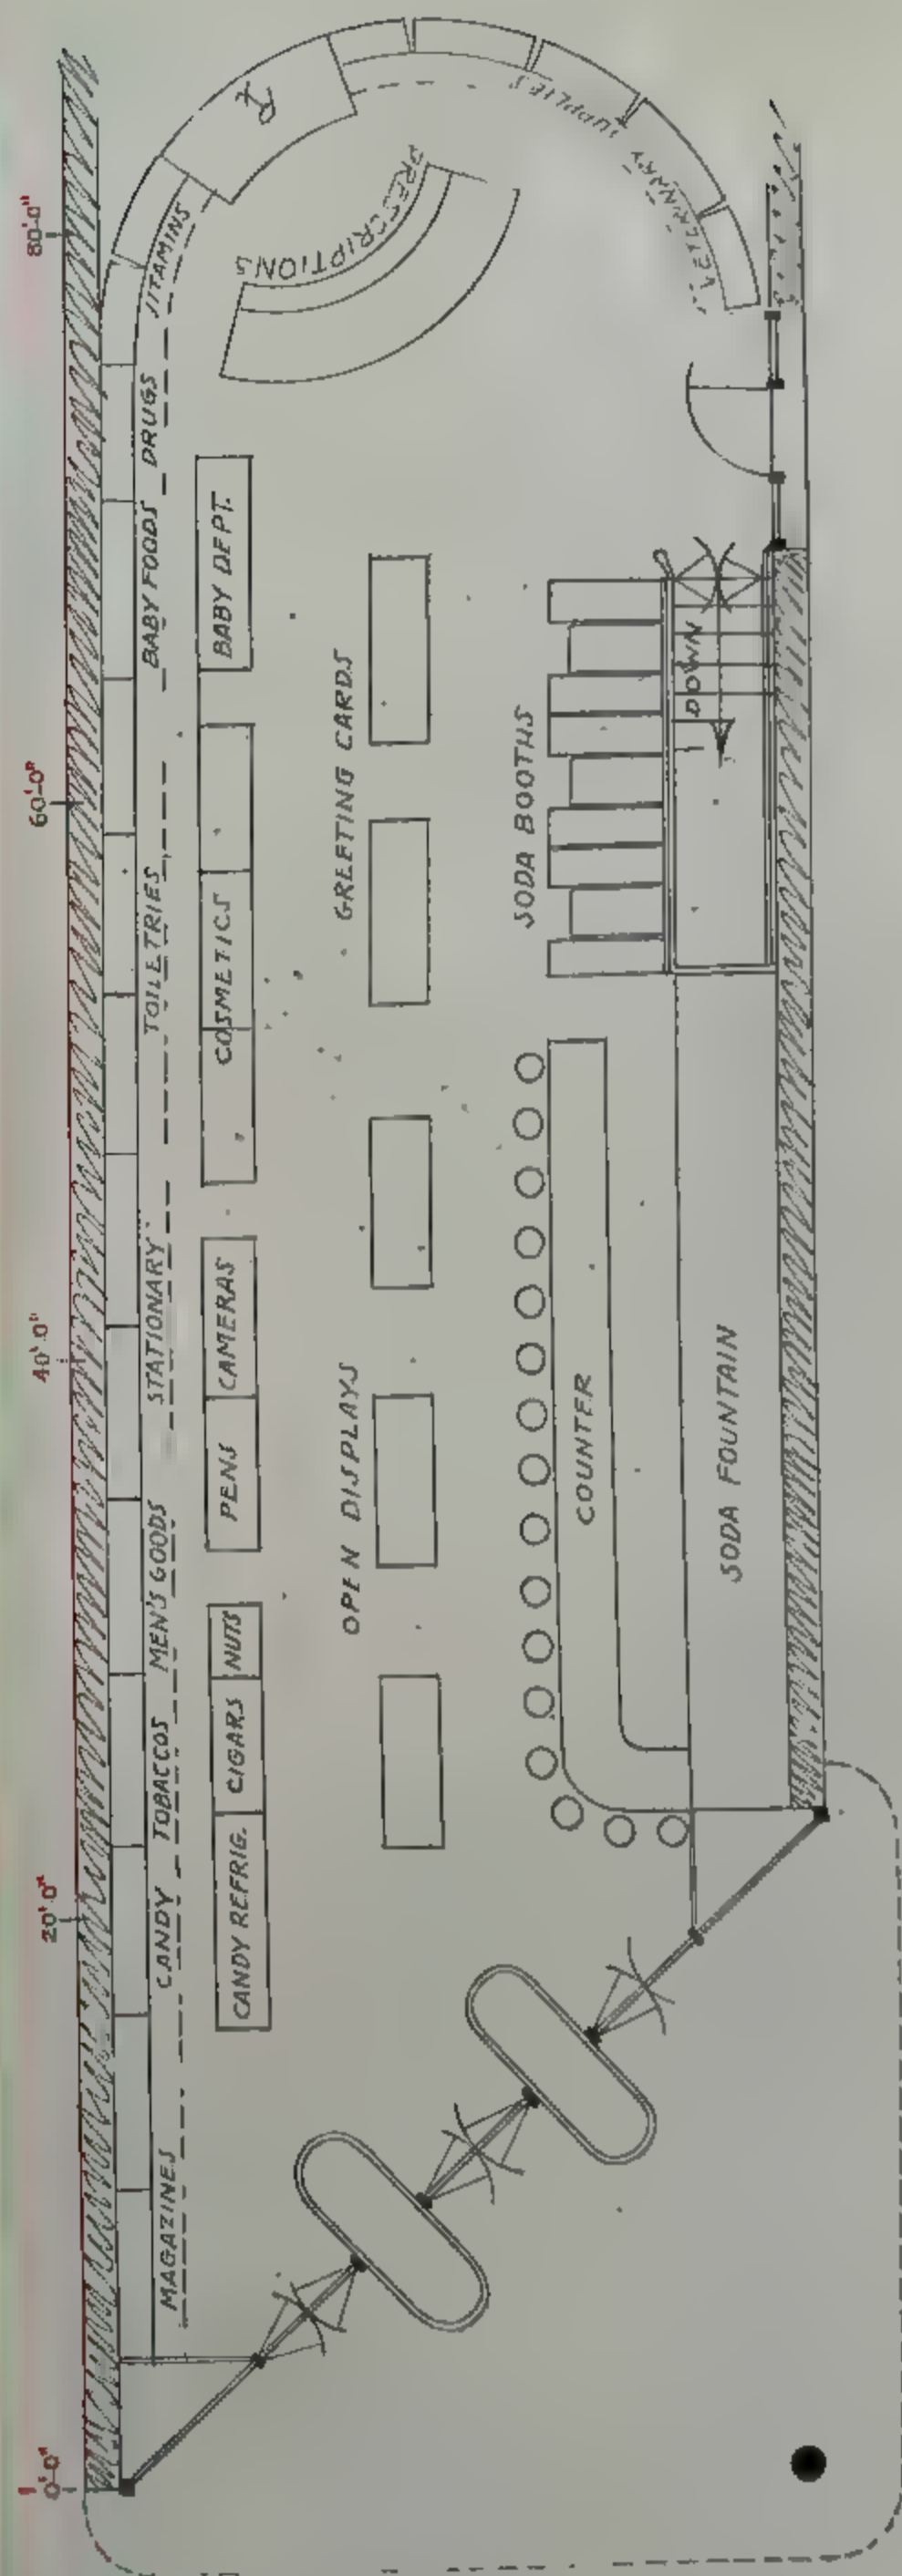 80'-0"
60'-0"
40'-0"
20'-0"
0'-0"
Rx
PRESCRIPTIONS
VETERINARY SUPPLIES
VITAMINS
DRUGS
BABY FOODS
TOILETRIES
STATIONARY
MEN'S GOODS
TOBACCOS
CANDY
MAGAZINES
BABY DEPT.
COSMETICS
CAMERAS
PENS
NUTS
CIGARS
CANDY REFRIG.
GREETING CARDS
OPEN DISPLAYS
SODA BOOTHS
DOWN
COUNTER
SODA FOUNTAIN